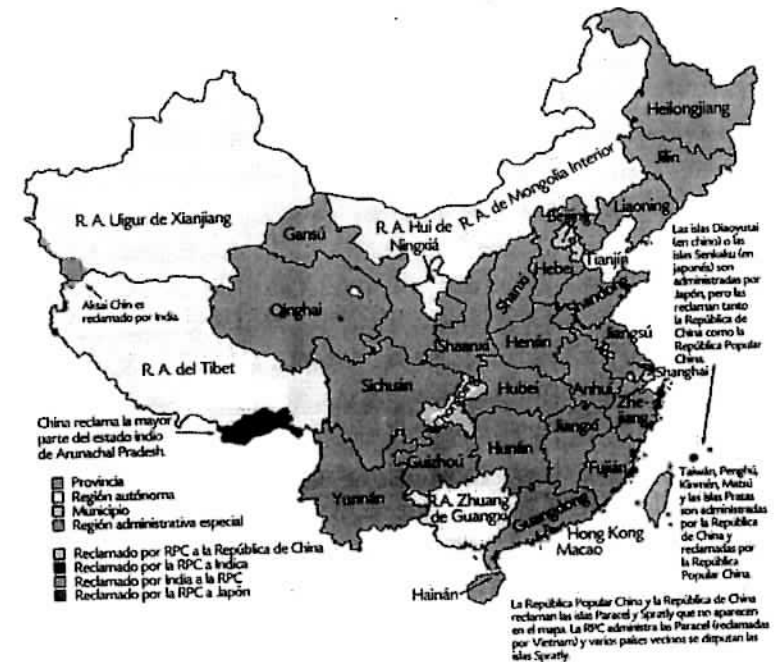 Heilongjiang
Jilin
Liaoning
R. A. de Mongolia Interior
R. A. Uigur de Xianjiang
Gansú
R. A. Hui de
Ningxiá
Beijing
Tianjin
Hebei
Shanxi
Shandong
Las islas Diaoyutai
(en chino) o las
islas Senkaku (en
japonés) son
administradas por
Japón, pero las
reclaman tanto
la República de
China como la
República Popular
China.
Aksai Chin es
reclamado por India.
Qinghai
Shaanxi
Henán
Jiangsú
R. A. del Tibet
Sichuán
Hubei
Anhui
Shanghai
Zhe-
jiang
China reclama la mayor
parte del estado indio
de Arunachal Pradesh.
Guizhoú
Hunán
Jiangxi
Fujián
Yunnán
R.A. Zhuang
de Guangxi
Guangdong
Hong Kong
Macao
Hainán
Taiwán, Penghú,
Kinmén, Matsú
y las islas Pratas
son administradas
por la República
de China y
reclamadas por
la República
Popular China.
Provincia
Región autónoma
Municipio
Región administrativa especial
Reclamado por RPC a la República de China
Reclamado por la RPC a Indica
Reclamado por India a la RPC
Reclamado por la RPC a Japón
La República Popular China y la República de China
reclaman las islas Paracel y Spratly que no aparecen
en el mapa. La RPC administra las Paracel (reclamadas
por Vietnam) y varios países vecinos se disputan las
islas Spratly.